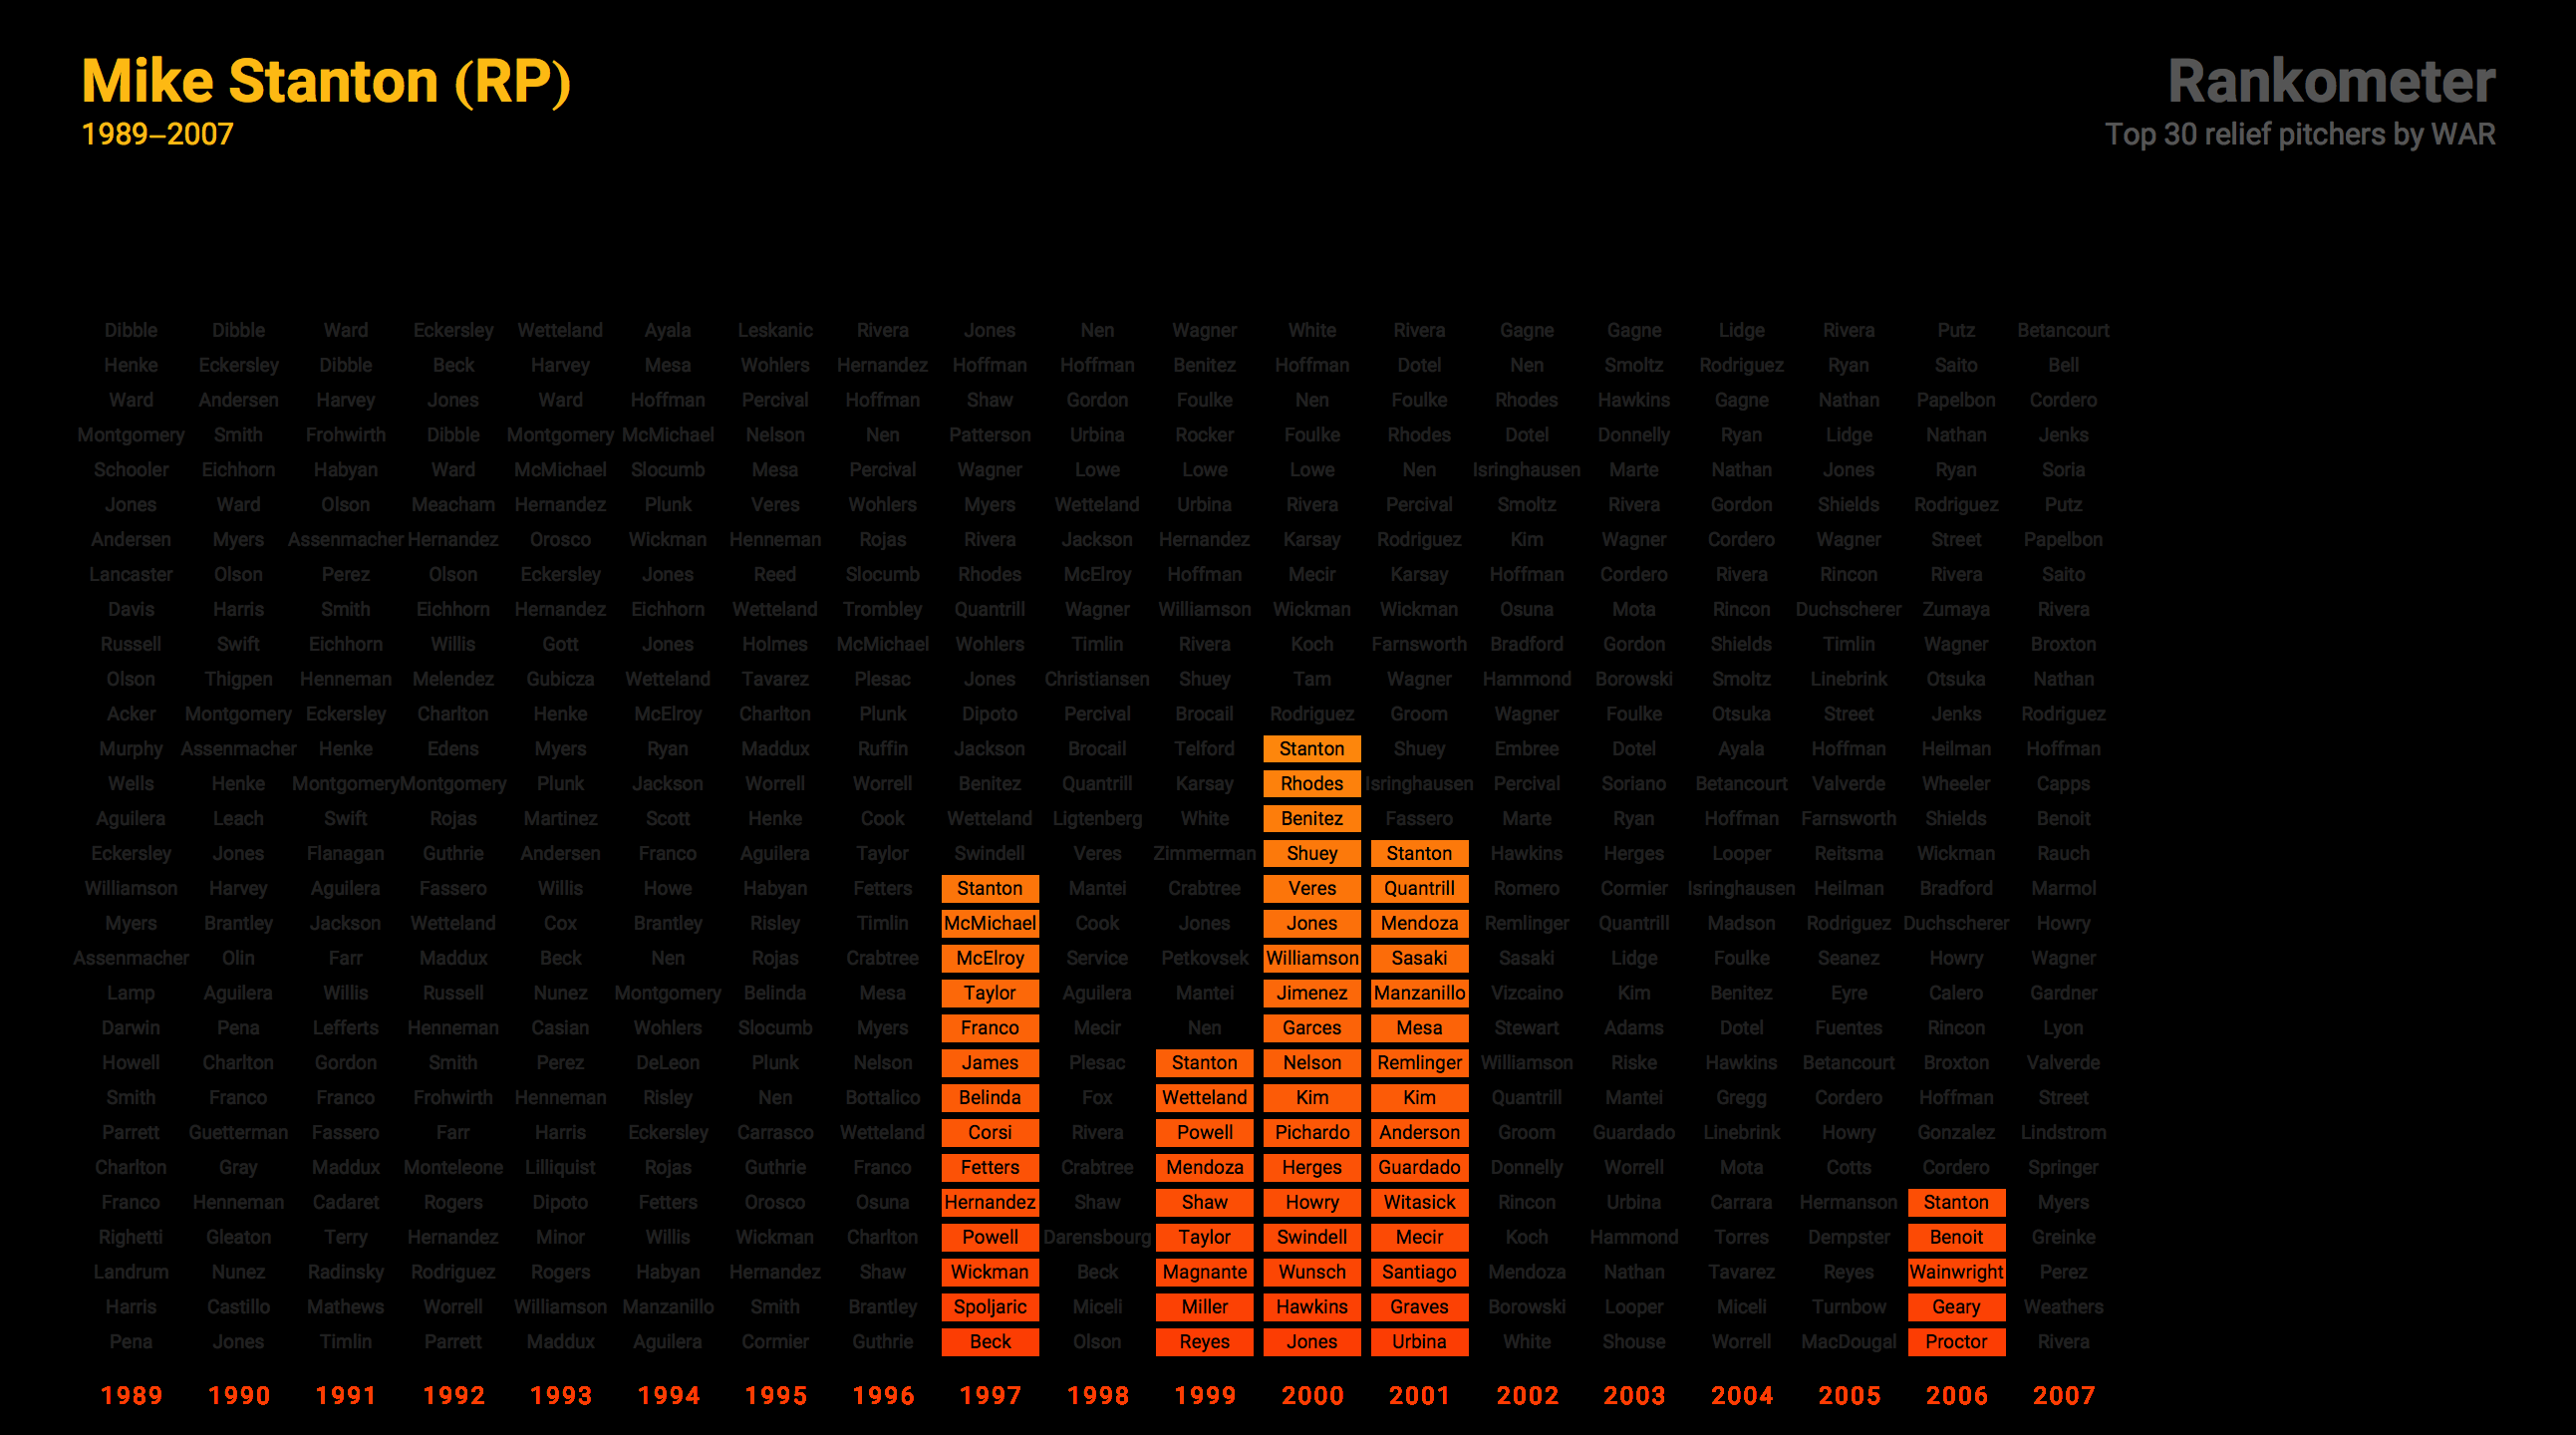 Mike Stanton (RP)
1989–2007
Rankometer
Top 30 relief pitchers by WAR
Dibble Dibble Ward Eckersley Wetteland Ayala Leskanic Rivera Jones Nen Wagner White Rivera Gagne Gagne Lidge Rivera Putz Betancourt
Henke Eckersley Dibble Beck Harvey Mesa Wohlers Hernandez Hoffman Hoffman Benitez Hoffman Dotel Nen Smoltz Rodriguez Ryan Saito Bell
Ward Andersen Harvey Jones Ward Hoffman Percival Hoffman Shaw Gordon Foulke Nen Foulke Rhodes Hawkins Gagne Nathan Papelbon Cordero
Montgomery Smith Frohwirth Dibble Montgomery McMichael Nelson Nen Patterson Urbina Rocker Foulke Rhodes Dotel Donnelly Ryan Lidge Nathan Jenks
Schooler Eichhorn Habyan Ward McMichael Slocumb Mesa Percival Wagner Lowe Lowe Lowe Nen Isringhausen Marte Nathan Jones Ryan Soria
Jones Ward Olson Meacham Hernandez Plunk Veres Wohlers Myers Wetteland Urbina Rivera Percival Smoltz Rivera Gordon Shields Rodriguez Putz
Andersen Myers Assenmacher Hernandez Orosco Wickman Henneman Rojas Rivera Jackson Hernandez Karsay Rodriguez Kim Wagner Cordero Wagner Street Papelbon
Lancaster Olson Perez Olson Eckersley Jones Reed Slocumb Rhodes McElroy Hoffman Mecir Karsay Hoffman Cordero Rivera Rincon Rivera Saito
Davis Harris Smith Eichhorn Hernandez Eichhorn Wetteland Trombley Quantrill Wagner Williamson Wickman Wickman Osuna Mota Rincon Duchscherer Zumaya Rivera
Russell Swift Eichhorn Willis Gott Jones Holmes McMichael Wohlers Timlin Rivera Koch Farnsworth Bradford Gordon Shields Timlin Wagner Broxton
Olson Thigpen Henneman Melendez Gubicza Wetteland Tavarez Plesac Jones Christiansen Shuey Tam Wagner Hammond Borowski Smoltz Linebrink Otsuka Nathan
Acker Montgomery Eckersley Charlton Henke McElroy Charlton Plunk Dipoto Percival Brocail Rodriguez Groom Wagner Foulke Otsuka Street Jenks Rodriguez
Murphy Assenmacher Henke Edens Myers Ryan Maddux Ruffin Jackson Brocail Telford Stanton Shuey Embree Dotel Ayala Hoffman Heilman Hoffman
Wells Henke Montgomery Montgomery Plunk Jackson Worrell Worrell Benitez Quantrill Karsay Rhodes Isringhausen Percival Soriano Betancourt Valverde Wheeler Capps
Aguilera Leach Swift Rojas Martinez Scott Henke Cook Wetteland Ligtenberg White Benitez Fassero Marte Ryan Hoffman Farnsworth Shields Benoit
Eckersley Jones Flanagan Guthrie Andersen Franco Aguilera Taylor Swindell Veres Zimmerman Shuey Stanton Hawkins Herges Looper Reitsma Wickman Rauch
Williamson Harvey Aguilera Fassero Willis Howe Habyan Fetters Stanton Mantei Crabtree Veres Quantrill Romero Cormier Isringhausen Heilman Bradford Marmol
Myers Brantley Jackson Wetteland Cox Brantley Risley Timlin McMichael Cook Jones Jones Mendoza Remlinger Quantrill Madson Rodriguez Duchscherer Howry
Assenmacher Olin Farr Maddux Beck Nen Rojas Crabtree McElroy Service Petkovsek Williamson Sasaki Sasaki Lidge Foulke Seanez Howry Wagner
Lamp Aguilera Willis Russell Nunez Montgomery Belinda Mesa Taylor Aguilera Mantei Jimenez Manzanillo Vizcaino Kim Benitez Eyre Calero Gardner
Darwin Pena Lefferts Henneman Casian Wohlers Slocumb Myers Franco Mecir Nen Garces Mesa Stewart Adams Dotel Fuentes Rincon Lyon
Howell Charlton Gordon Smith Perez DeLeon Plunk Nelson James Plesac Stanton Nelson Remlinger Williamson Riske Hawkins Betancourt Broxton Valverde
Smith Franco Franco Frohwirth Henneman Risley Nen Bottalico Belinda Fox Wetteland Kim Kim Quantrill Mantei Gregg Cordero Hoffman Street
Parrett Guetterman Fassero Farr Harris Eckersley Carrasco Wetteland Corsi Rivera Powell Pichardo Anderson Groom Guardado Linebrink Howry Gonzalez Lindstrom
Charlton Gray Maddux Monteleone Lilliquist Rojas Guthrie Franco Fetters Crabtree Mendoza Herges Guardado Donnelly Worrell Mota Cotts Cordero Springer
Franco Henneman Cadaret Rogers Dipoto Fetters Orosco Osuna Hernandez Shaw Shaw Howry Witasick Rincon Urbina Carrara Hermanson Stanton Myers
Righetti Gleaton Terry Hernandez Minor Willis Wickman Charlton Powell Darensbourg Taylor Swindell Mecir Koch Hammond Torres Dempster Benoit Greinke
Landrum Nunez Radinsky Rodriguez Rogers Habyan Hernandez Shaw Wickman Beck Magnante Wunsch Santiago Mendoza Nathan Tavarez Reyes Wainwright Perez
Harris Castillo Mathews Worrell Williamson Manzanillo Smith Brantley Spoljaric Miceli Miller Hawkins Graves Borowski Looper Miceli Turnbow Geary Weathers
Pena Jones Timlin Parrett Maddux Aguilera Cormier Guthrie Beck Olson Reyes Jones Urbina White Shouse Worrell MacDougal Proctor Rivera
1989 1990 1991 1992 1993 1994 1995 1996 1997 1998 1999 2000 2001 2002 2003 2004 2005 2006 2007